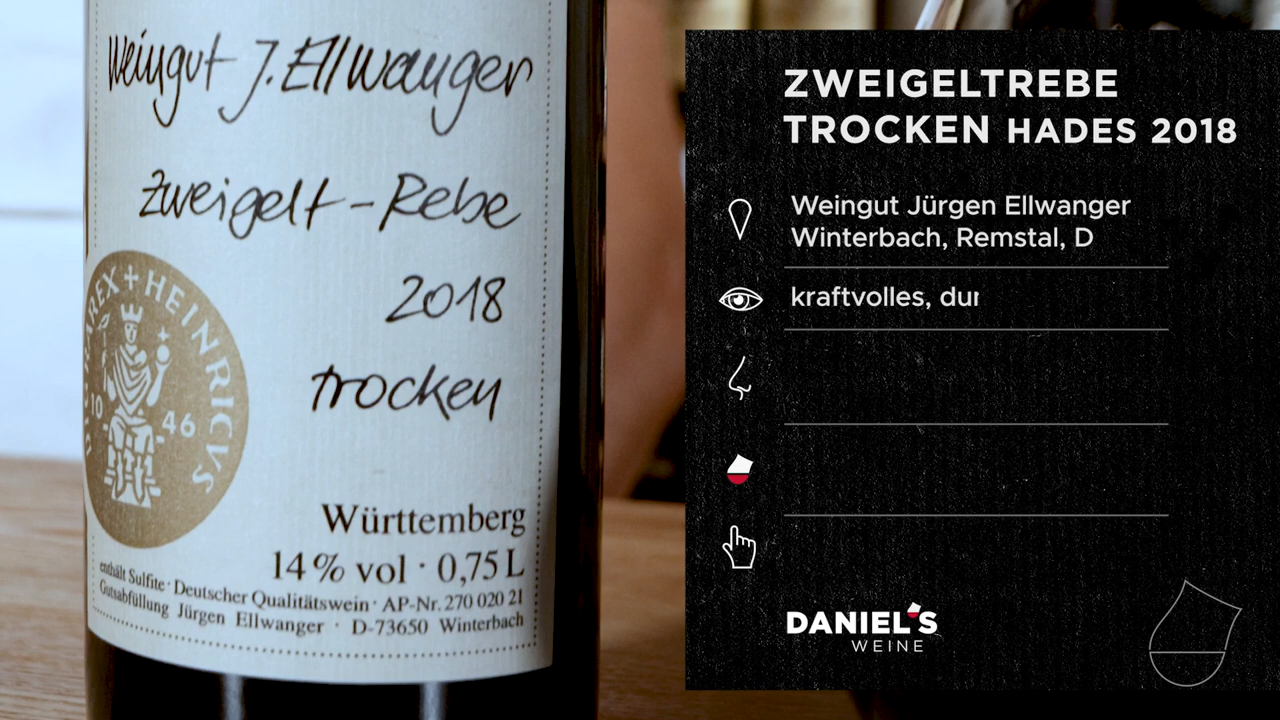 Weingut J. Ellwanger
Zweigelt-Rebe
2018
trocken
REX + HEINRICVS
10 46
Württemberg
14% vol · 0,75 L
enthält Sulfite · Deutscher Qualitätswein · AP-Nr. 270 020 21
Gutsabfüllung Jürgen Ellwanger · D-73650 Winterbach
ZWEIGELTREBE
TROCKEN HADES 2018
Weingut Jürgen Ellwanger
Winterbach, Remstal, D
kraftvolles, dun
DANIEL'S
WEINE